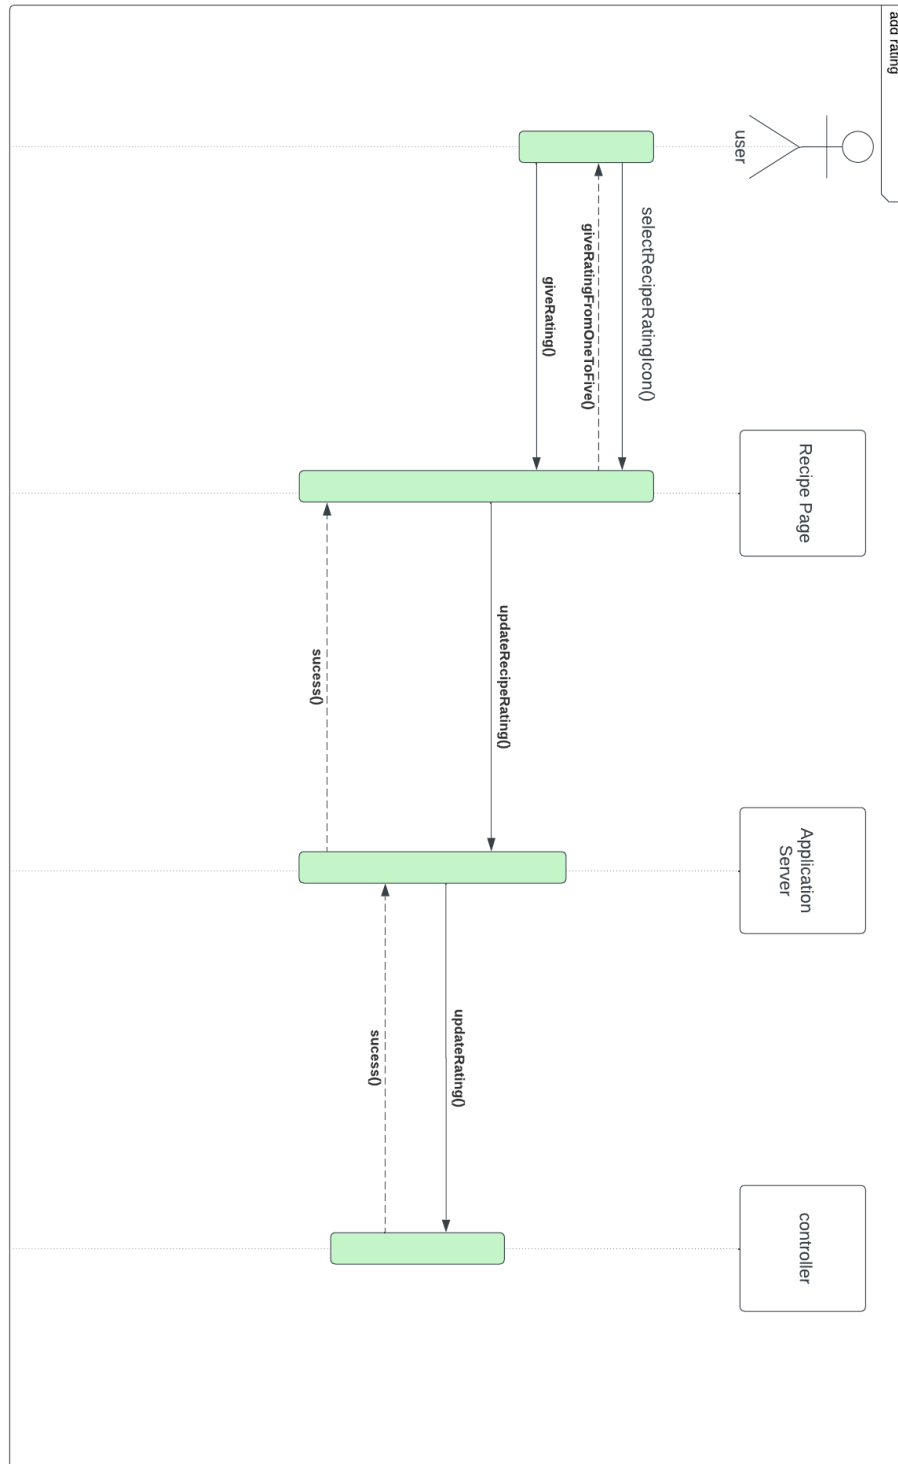 add rating
user
Recipe Page
Application
Server
controller
selectRecipeRatingIcon()
giveRatingFromOneToFive()
giveRating()
updateRecipeRating()
updateRating()
sucess()
sucess()